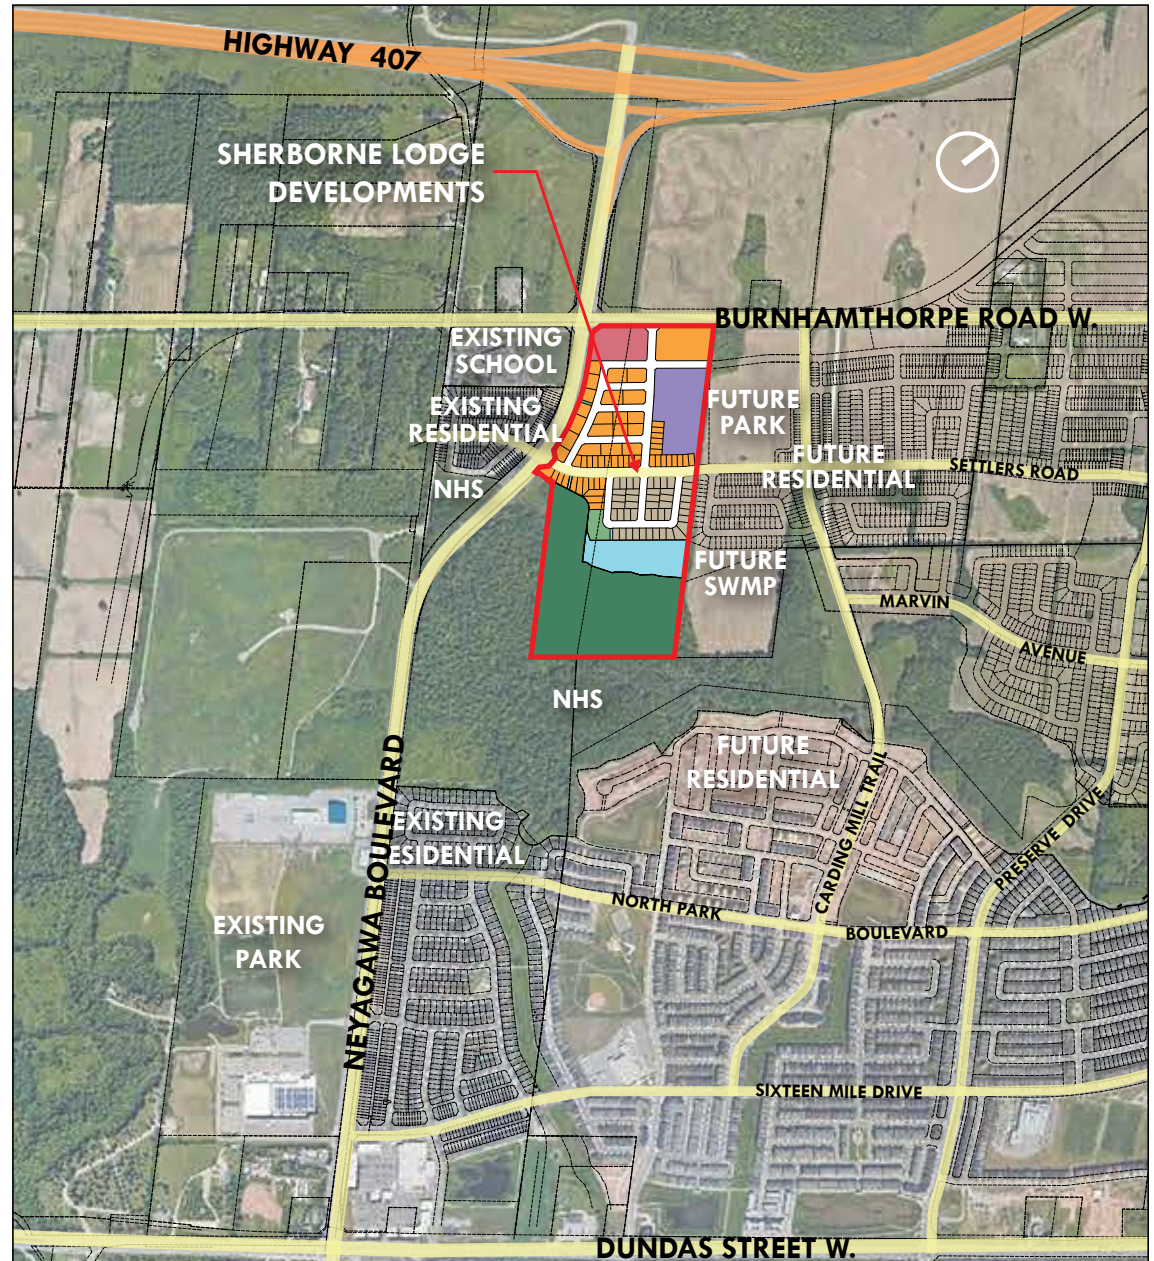 HIGHWAY 407
SHERBORNE LODGE
DEVELOPMENTS
BURNHAMTHORPE ROAD W.
EXISTING
SCHOOL
EXISTING
RESIDENTIAL
FUTURE
PARK
FUTURE
RESIDENTIAL
SETTLERS ROAD
NHS
FUTURE
SWMP
MARVIN
AVENUE
NHS
FUTURE
RESIDENTIAL
NEYAGAWA BOULEVARD
CARDING MILL TRAIL
PRESERVE DRIVE
EXISTING
ESIDENTIAL
NORTH PARK
BOULEVARD
EXISTING
PARK
SIXTEEN MILE DRIVE
DUNDAS STREET W.